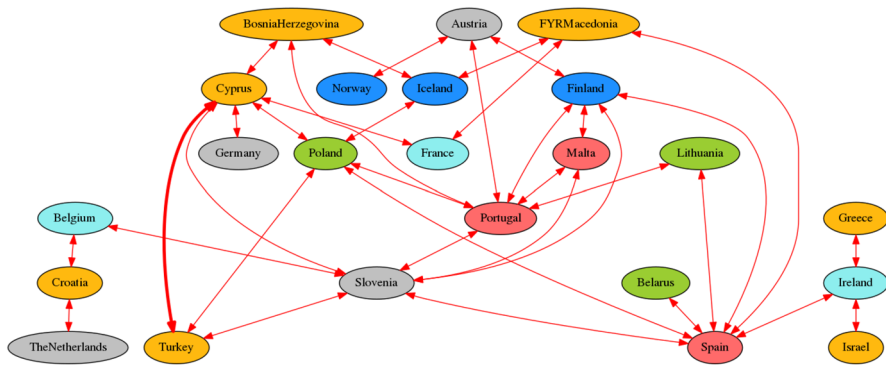 BosniaHerzegovina
Austria
FYRMacedonia
Cyprus
Norway
Iceland
Finland
Germany
Poland
France
Malta
Lithuania
Belgium
Portugal
Greece
Croatia
Slovenia
Belarus
Ireland
TheNetherlands
Turkey
Spain
Israel